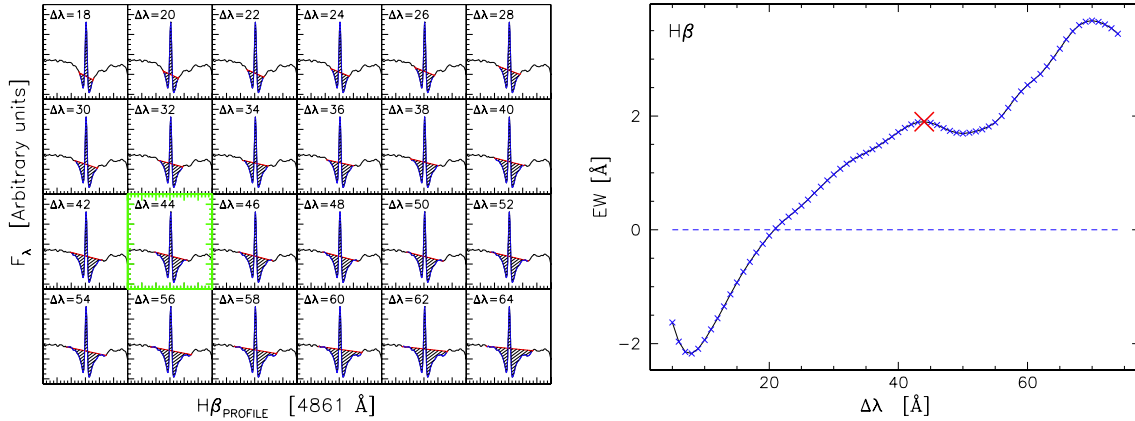 Δλ=18 Δλ=20 Δλ=22 Δλ=24 Δλ=26 Δλ=28
Δλ=30 Δλ=32 Δλ=34 Δλ=36 Δλ=38 Δλ=40
Δλ=42 Δλ=44 Δλ=46 Δλ=48 Δλ=50 Δλ=52
Δλ=54 Δλ=56 Δλ=58 Δλ=60 Δλ=62 Δλ=64
F_λ [Arbitrary units]
Hβ_PROFILE [4861 Å]
Hβ
EW [Å]
2
0
−2
20 40 60
Δλ [Å]